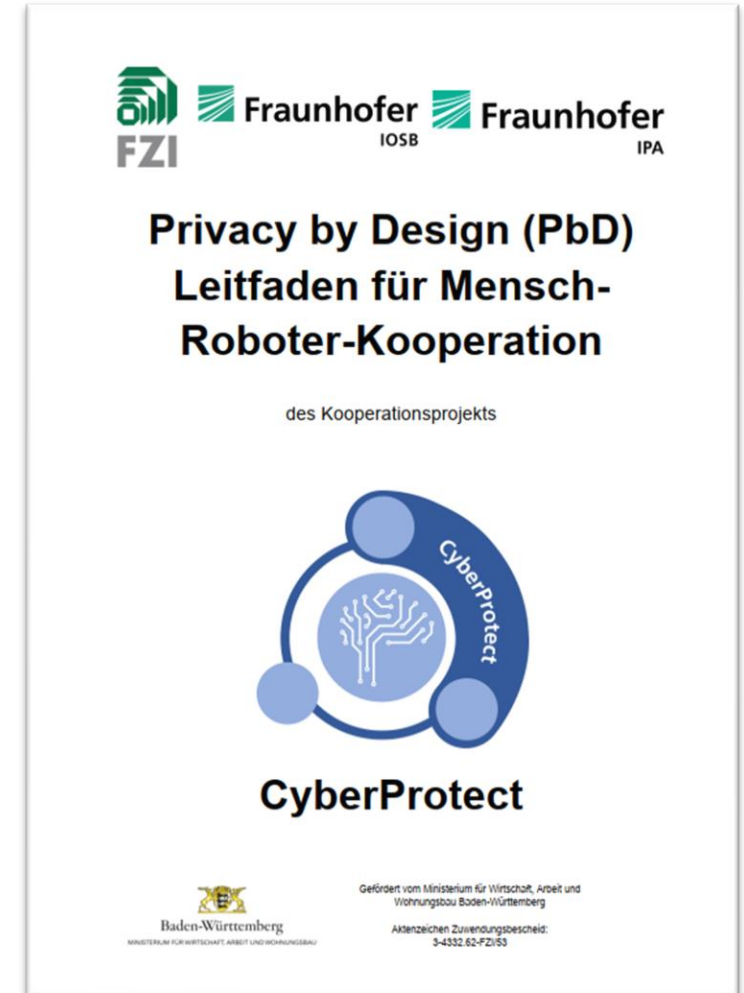 FZI
Fraunhofer
IOSB
Fraunhofer
IPA
Privacy by Design (PbD)
Leitfaden für Mensch-
Roboter-Kooperation
des Kooperationsprojekts
CyberProtect
CyberProtect
Baden-Württemberg
MINISTERIUM FÜR WIRTSCHAFT, ARBEIT UND WOHNUNGSBAU
Gefördert vom Ministerium für Wirtschaft, Arbeit und
Wohnungsbau Baden-Württemberg
Aktenzeichen Zuwendungsbescheid:
3-4332.62-FZI/53